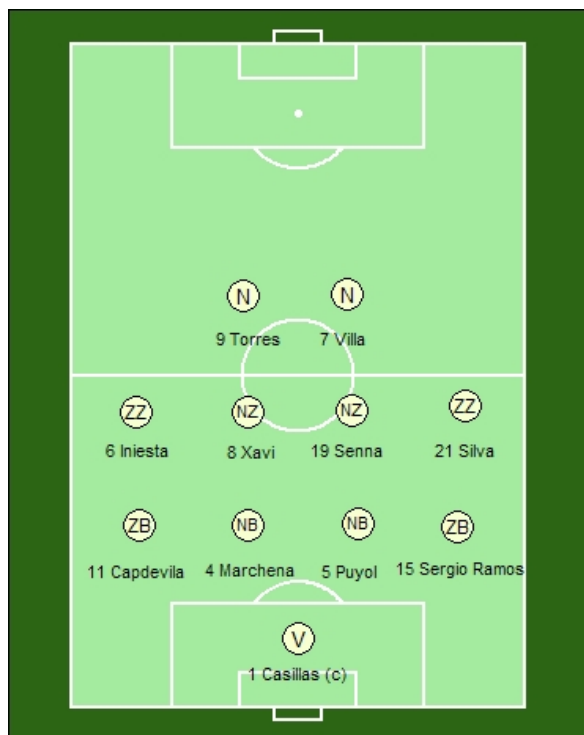 N N
9 Torres 7 Villa
ZZ NZ NZ ZZ
6 Iniesta 8 Xavi 19 Senna 21 Silva
ZB NB NB ZB
11 Capdevila 4 Marchena 5 Puyol 15 Sergio Ramos
V
1 Casillas (c)